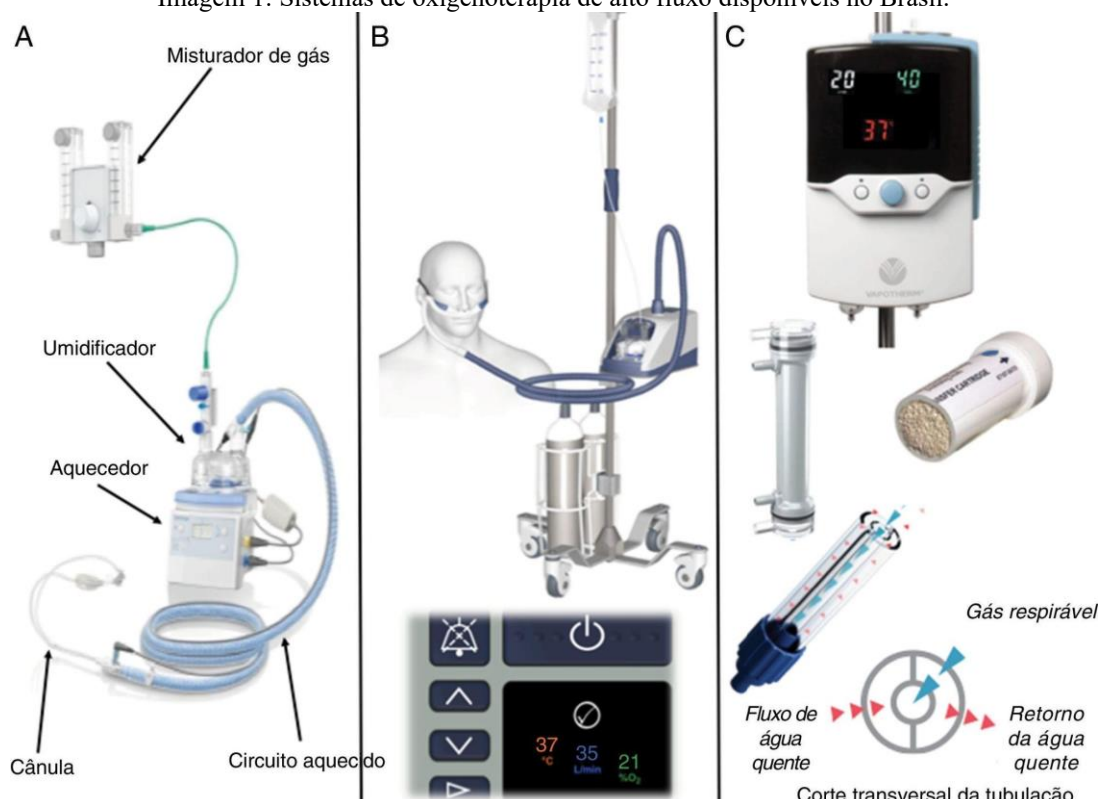 Imagem 1: Sistemas de oxigenoterapia de alto fluxo disponíveis no Brasil.
A
Misturador de gás
Umidificador
Aquecedor
Cânula
Circuito aquecido
B
37
°C
35
L/min
21
%O₂
C
20
40
37°
VAPOTHERM
SFER CARTRIDGE
Gás respirável
Fluxo de
água
quente
Retorno
da água
quente
Corte transversal da tubulação